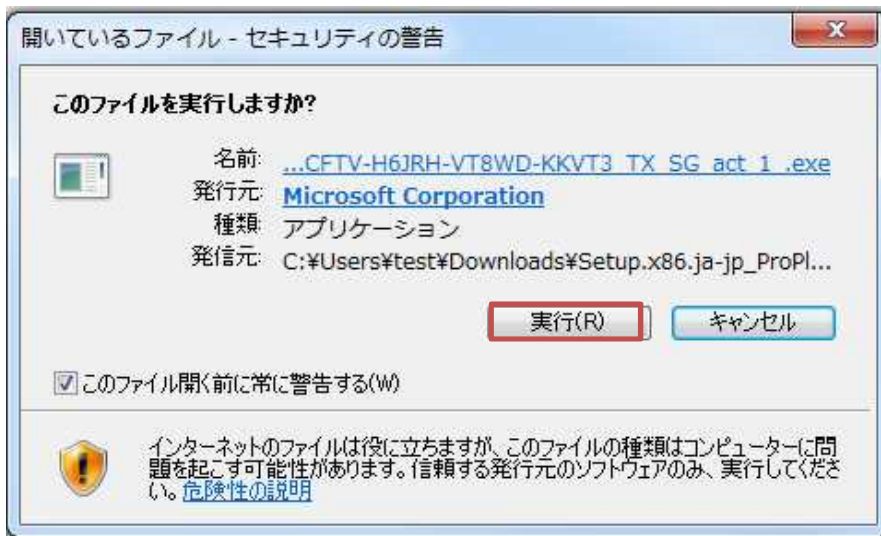 開いているファイル - セキュリティの警告
このファイルを実行しますか?
名前: ...CFTV-H6JRH-VT8WD-KKVT3_TX_SG_act_1_.exe
発行元: Microsoft Corporation
種類: アプリケーション
発信元: C:¥Users¥test¥Downloads¥Setup.x86.ja-jp_ProPl...
実行(R) キャンセル
このファイル開く前に常に警告する(W)
インターネットのファイルは役に立ちますが、このファイルの種類はコンピューターに問
題を起こす可能性があります。信頼する発行元のソフトウェアのみ、実行してくださ
い。危険性の説明